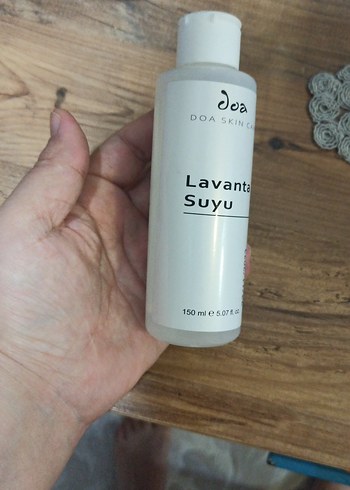 doa
DOA SKIN CA
Lavanta
Suyu
150 ml ℮ 5.07 fl. oz